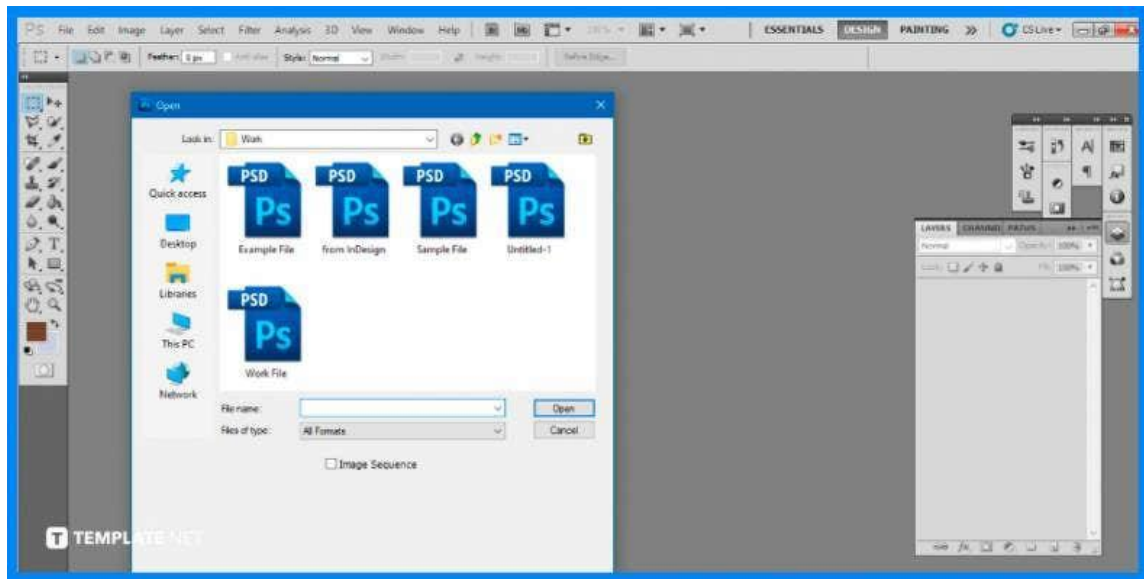 Ps File Edit Image Layer Select Filter Analysis 3D View Window Help ESSENTIALS DESIGN PAINTING CS Live
Feather: 0 px Anti-alias Style: Normal Width: Height: Refine Edge...
Open
Look in: Work
Quick access
Desktop
Libraries
This PC
Network
PSD PSD PSD PSD
Ps Ps Ps Ps
Example File from InDesign Sample File Untitled-1
PSD
Ps
Work File
File name: Open
Files of type: All Formats Cancel
Image Sequence
LAYERS CHANNELS PATHS
Normal Opacity: 100%
Lock: Fill: 100%
T TEMPLATE.NET